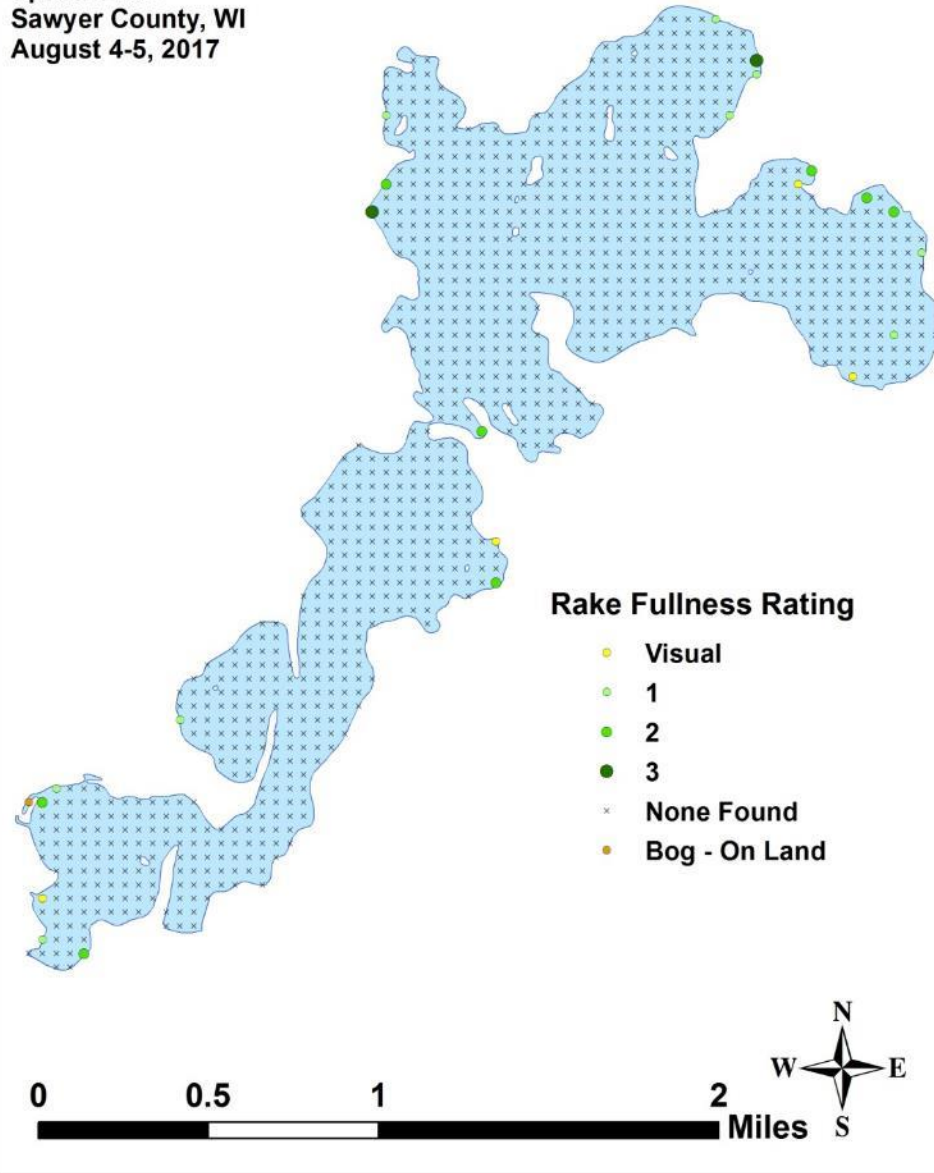 Sawyer County, WI
August 4-5, 2017
Rake Fullness Rating
Visual
1
2
3
None Found
Bog - On Land
N
W E
S
0 0.5 1 2
Miles